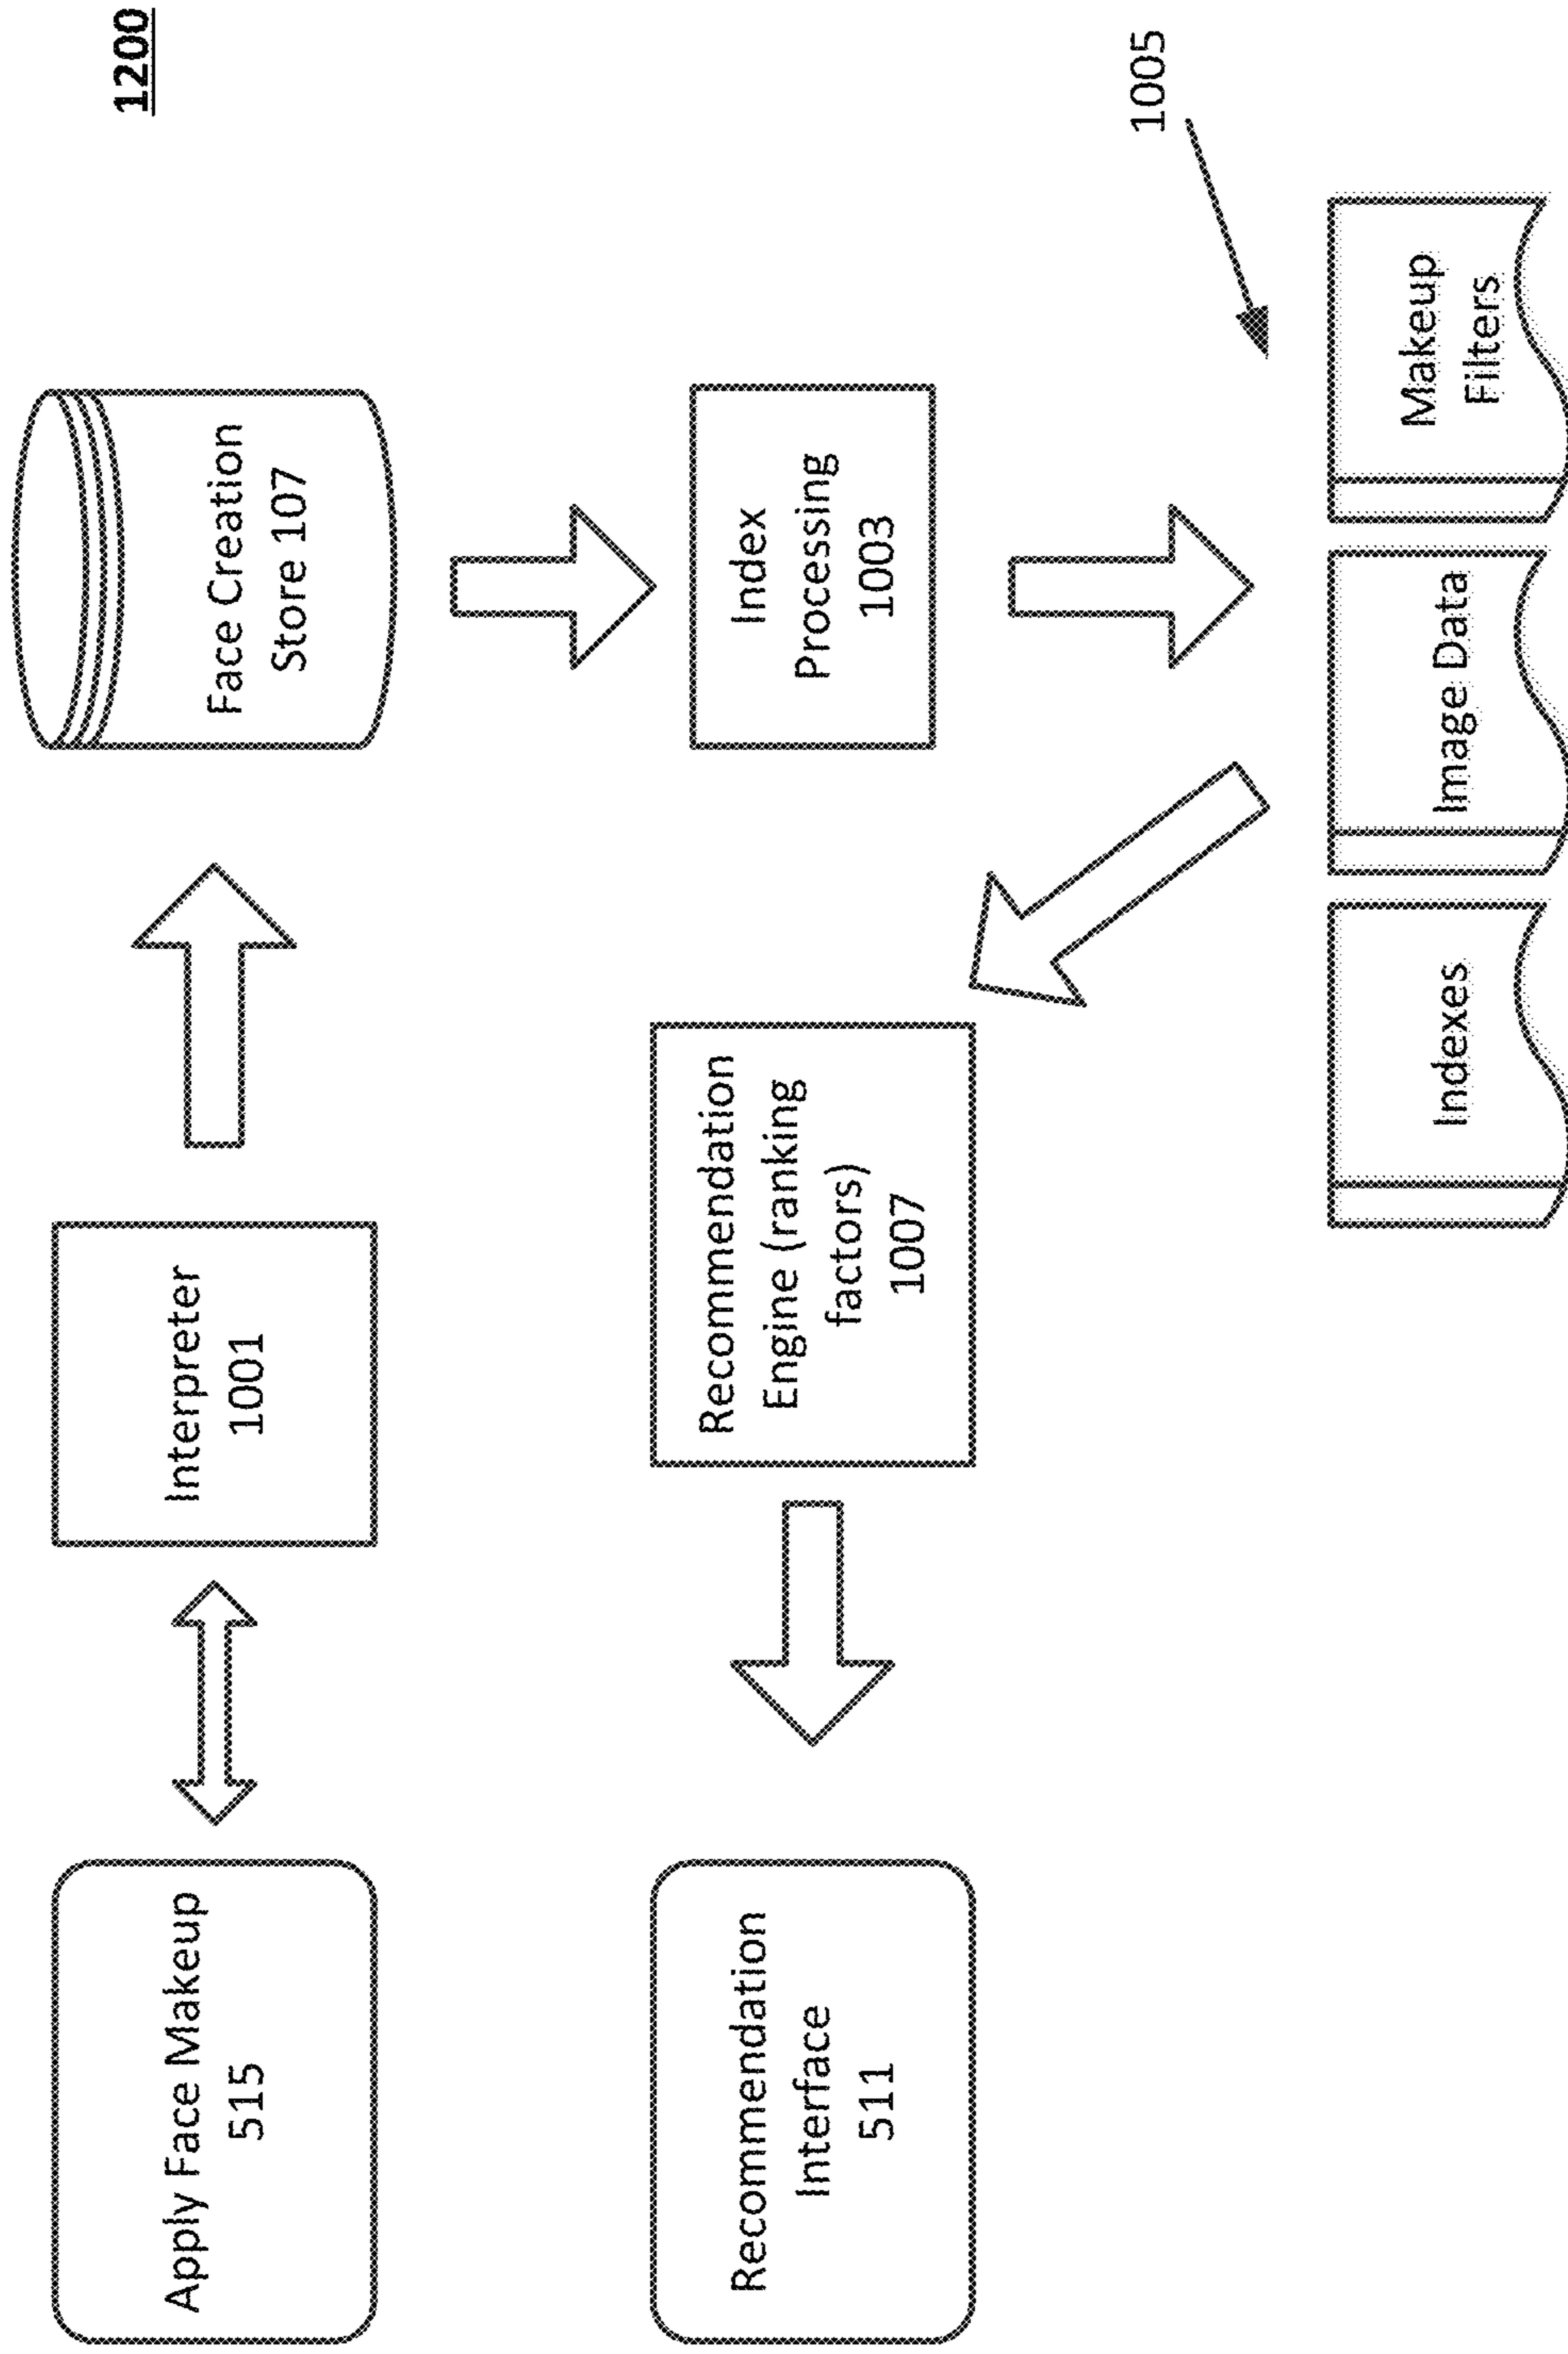 1200
Apply Face Makeup
515
Interpreter
1001
Face Creation
Store 107
Recommendation
Interface
511
Recommendation
Engine (ranking
factors)
1007
Index
Processing
1003
1005
Indexes
Image Data
Makeup
Filters